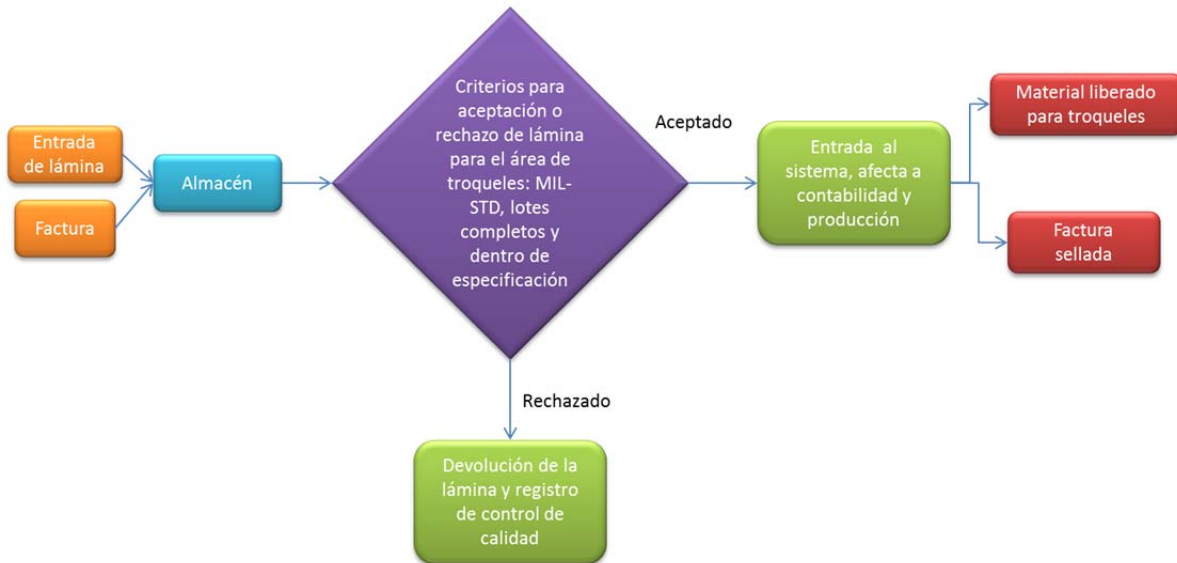 Entrada
de lámina
Factura
Almacén
Criterios para
aceptación o
rechazo de lámina
para el área de
troqueles: MIL-
STD, lotes
completos y
dentro de
especificación
Aceptado
Entrada al
sistema, afecta a
contabilidad y
producción
Material liberado
para troqueles
Factura
sellada
Rechazado
Devolución de la
lámina y registro
de control de
calidad